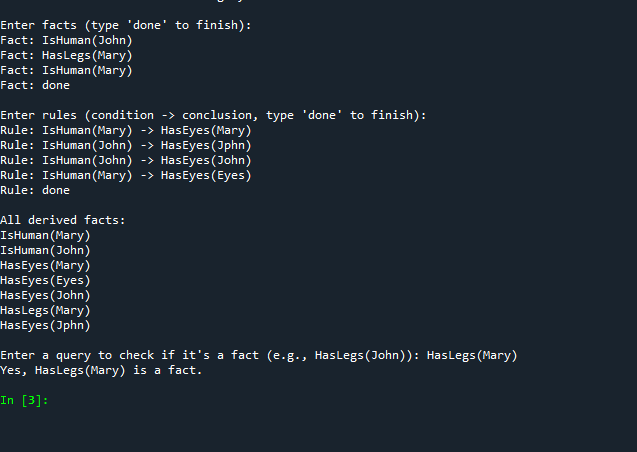 Enter facts (type 'done' to finish):
Fact: IsHuman(John)
Fact: HasLegs(Mary)
Fact: IsHuman(Mary)
Fact: done
Enter rules (condition -> conclusion, type 'done' to finish):
Rule: IsHuman(Mary) -> HasEyes(Mary)
Rule: IsHuman(John) -> HasEyes(Jphn)
Rule: IsHuman(John) -> HasEyes(John)
Rule: IsHuman(Mary) -> HasEyes(Eyes)
Rule: done
All derived facts:
IsHuman(Mary)
IsHuman(John)
HasEyes(Mary)
HasEyes(Eyes)
HasEyes(John)
HasLegs(Mary)
HasEyes(Jphn)
Enter a query to check if it's a fact (e.g., HasLegs(John)): HasLegs(Mary)
Yes, HasLegs(Mary) is a fact.
In [3]: